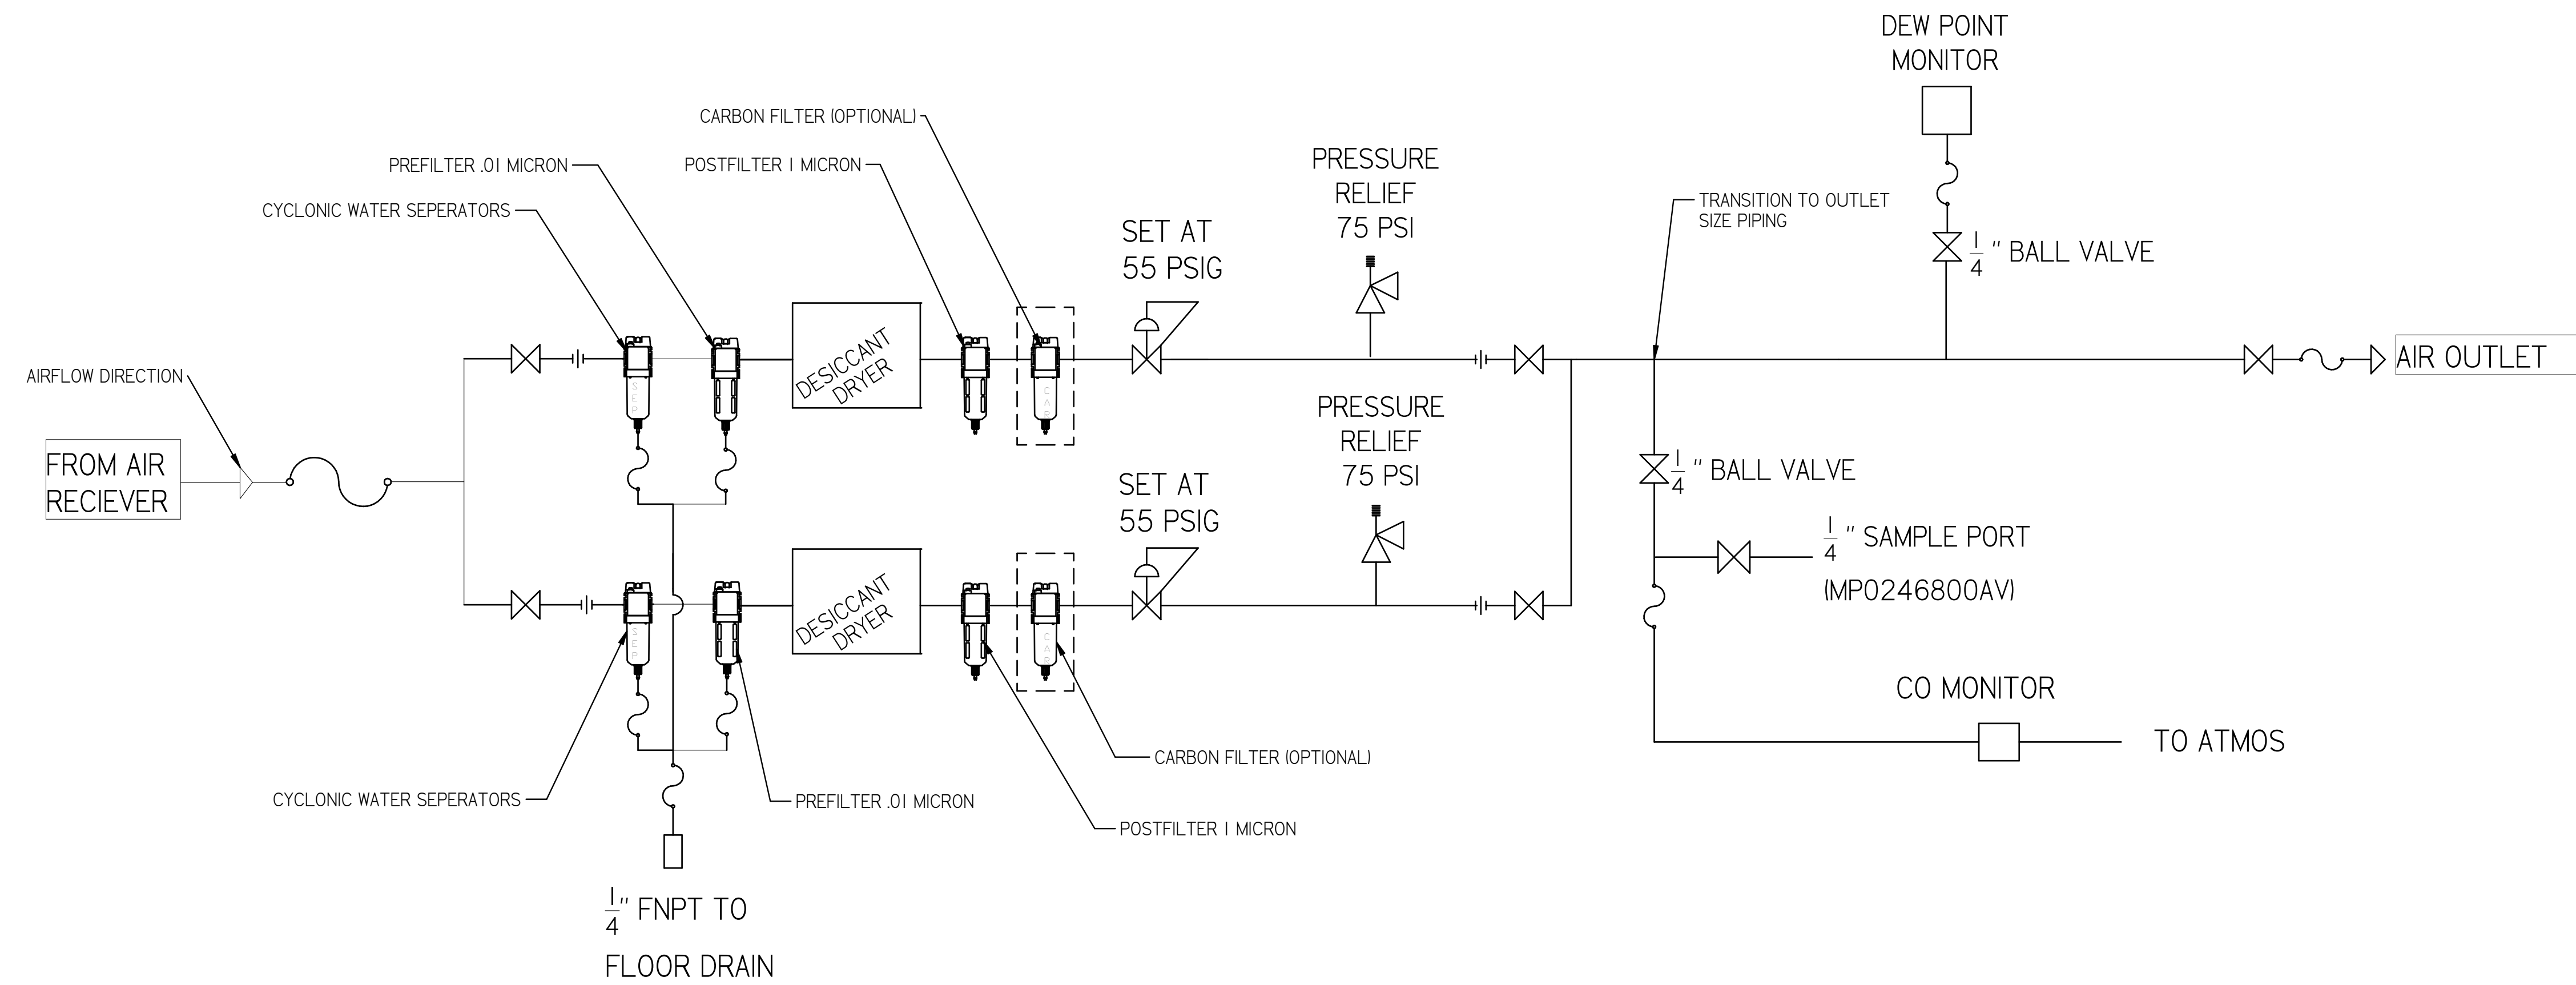 DEW POINT
MONITOR
CARBON FILTER (OPTIONAL)
PREFILTER .01 MICRON
POSTFILTER 1 MICRON
CYCLONIC WATER SEPERATORS
PRESSURE
RELIEF
75 PSI
SET AT
55 PSIG
TRANSITION TO OUTLET
SIZE PIPING
1/4 " BALL VALVE
AIR OUTLET
AIRFLOW DIRECTION
FROM AIR
RECIEVER
SEP
DESICCANT
DRYER
CAR
PRESSURE
RELIEF
75 PSI
SET AT
55 PSIG
1/4 " BALL VALVE
1/4 " SAMPLE PORT
(MP0246800AV)
SEP
DESICCANT
DRYER
CAR
CO MONITOR
TO ATMOS
CARBON FILTER (OPTIONAL)
CYCLONIC WATER SEPERATORS
PREFILTER .01 MICRON
POSTFILTER 1 MICRON
1/4" FNPT TO
FLOOR DRAIN